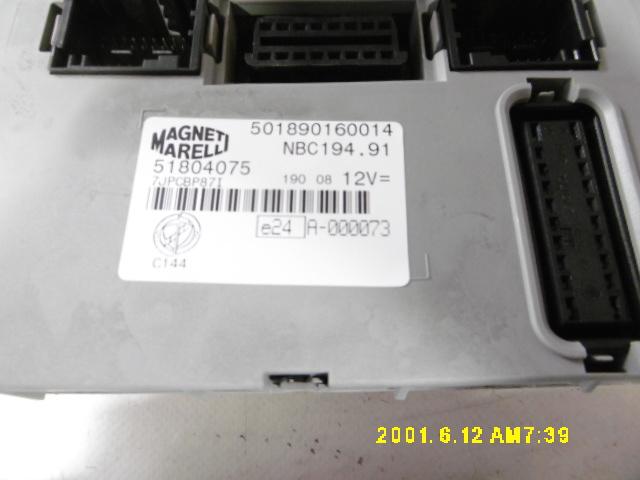 MAGNETI
MARELLI
501890160014
NBC194.91
51804075
7JPCBP87I
190 08 12V=
e24 A-000073
C144
2001.6.12 AM7:39